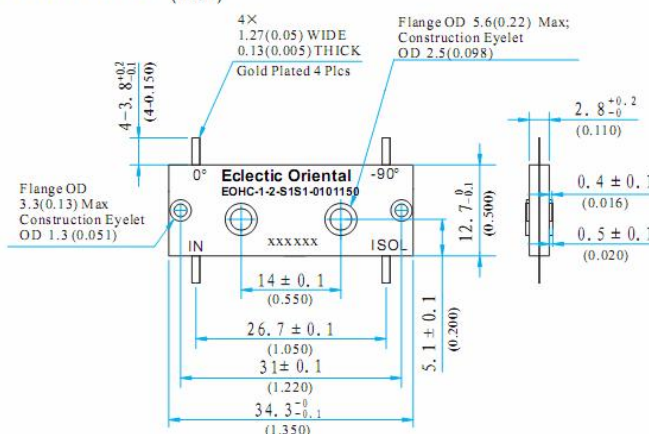 4×
1.27(0.05) WIDE
0.13(0.005) THICK
Gold Plated 4 Plcs
Flange OD 5.6(0.22) Max;
Construction Eyelet
OD 2.5(0.098)
4-3.8+0.2-0.1
(4-0.150)
2.8+0.2-0
(0.110)
0° Eclectic Oriental -90°
EOHC-1-2-S1S1-0101150
Flange OD
3.3(0.13) Max
Construction Eyelet
OD 1.3(0.051)
IN xxxxxx ISOL
12.7-0-0.1
(0.500)
0.4±0.1
(0.016)
0.5±0.1
(0.020)
14±0.1
(0.550)
5.1±0.1
(0.200)
26.7±0.1
(1.050)
31±0.1
(1.220)
34.3-0-0.1
(1.350)